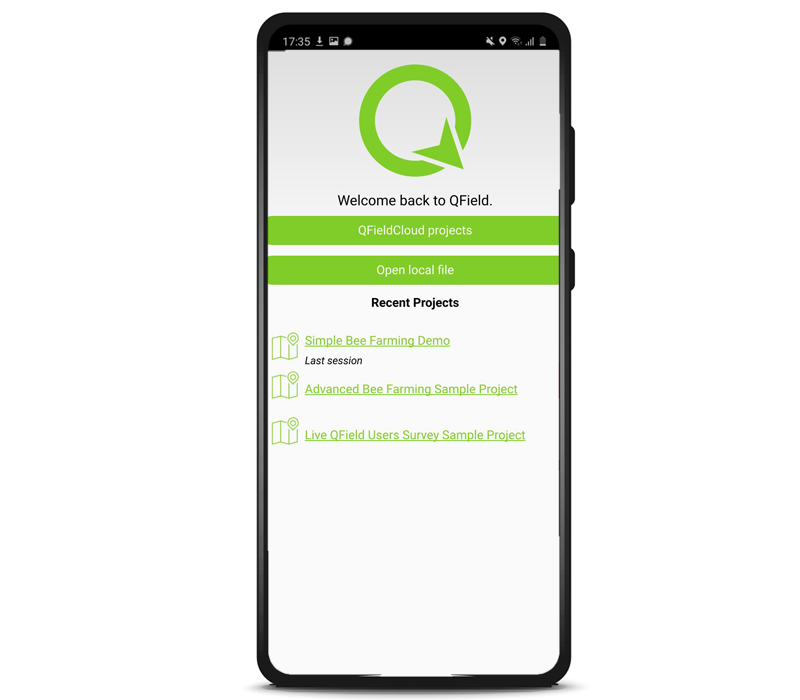 17:35
Welcome back to QField.
QFieldCloud projects
Open local file
Recent Projects
Simple Bee Farming Demo
Last session
Advanced Bee Farming Sample Project
Live QField Users Survey Sample Project